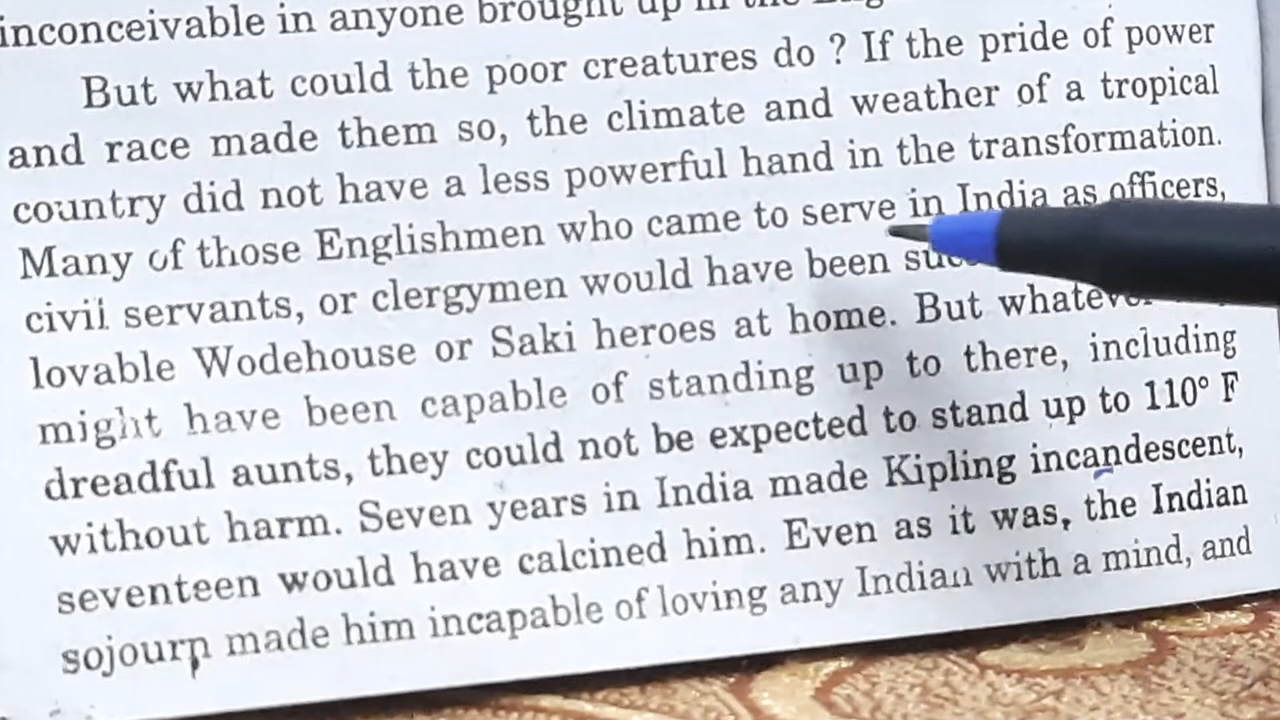 inconceivable in anyone brought up in the Eng
But what could the poor creatures do ? If the pride of power
and race made them so, the climate and weather of a tropical
country did not have a less powerful hand in the transformation.
Many of those Englishmen who came to serve in India as officers,
civil servants, or clergymen would have been
lovable Wodehouse or Saki heroes at home. But whatever
might have been capable of standing up to there, including
dreadful aunts, they could not be expected to stand up to 110° F
without harm. Seven years in India made Kipling incandescent,
seventeen would have calcined him. Even as it was, the Indian
sojourn made him incapable of loving any Indian with a mind, and